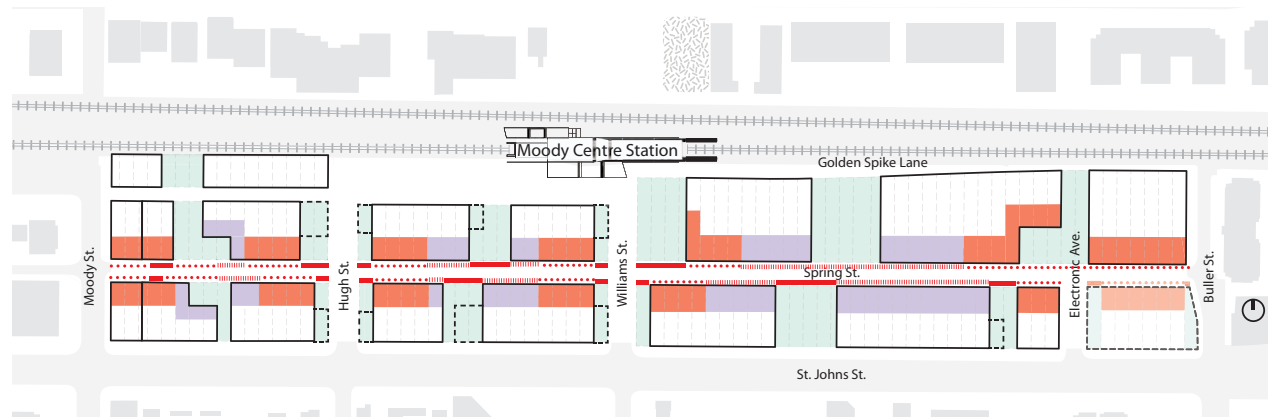 Moody Centre Station
Golden Spike Lane
Moody St.
Hugh St.
Williams St.
Spring St.
Electronic Ave.
Buller St.
St. Johns St.